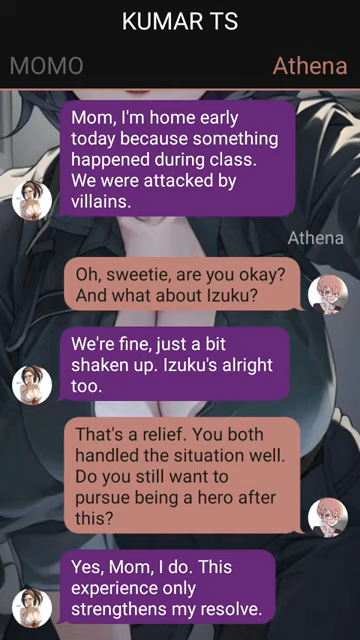 KUMAR TS
MOMO
Athena
Mom, I'm home early
today because something
happened during class.
We were attacked by
villains.
Athena
Oh, sweetie, are you okay?
And what about Izuku?
We're fine, just a bit
shaken up. Izuku's alright
too.
That's a relief. You both
handled the situation well.
Do you still want to
pursue being a hero after
this?
Yes, Mom, I do. This
experience only
strengthens my resolve.